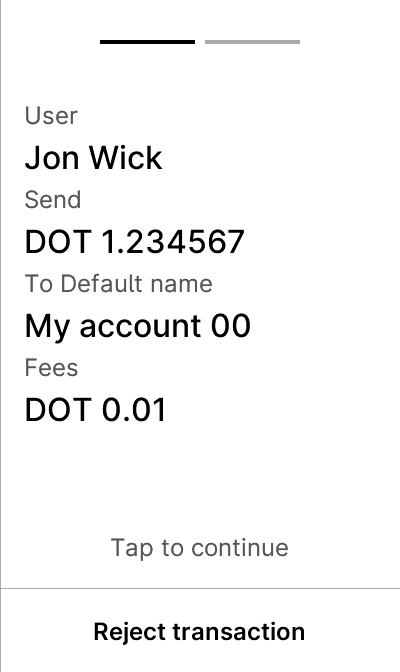 User
Jon Wick
Send
DOT 1.234567
To Default name
My account 00
Fees
DOT 0.01
Tap to continue
Reject transaction